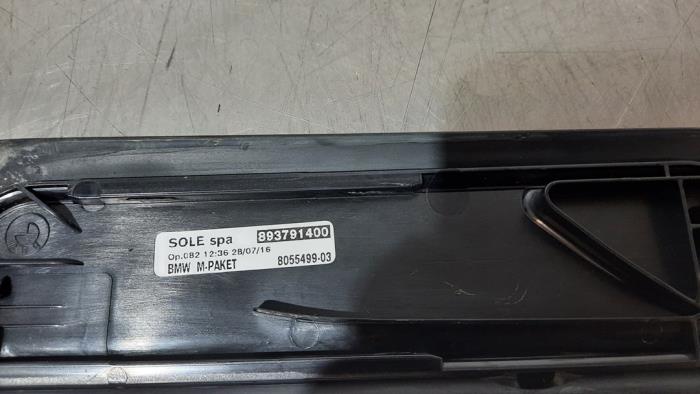 SOLE spa 893791400
Op.082 12:36 28/07/16
BMW M-PAKET 8055499-03